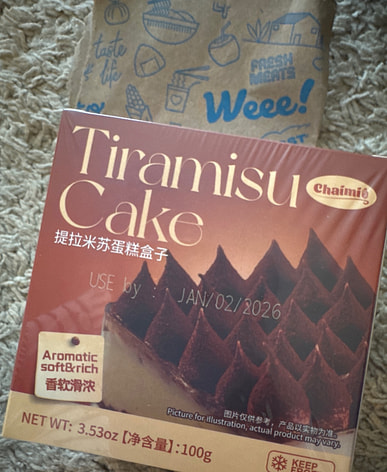 taste
of
life
FRESH
MEATS
Weee!
Tiramisu
Cake
Chaimi
提拉米苏蛋糕盒子
USE by : JAN/02/2026
Aromatic
soft&rich
香软滑浓
图片仅供参考，产品以实物为准。
Picture for illustration, actual product may vary.
NET WT: 3.53oz【净含量】:100g
KEEP